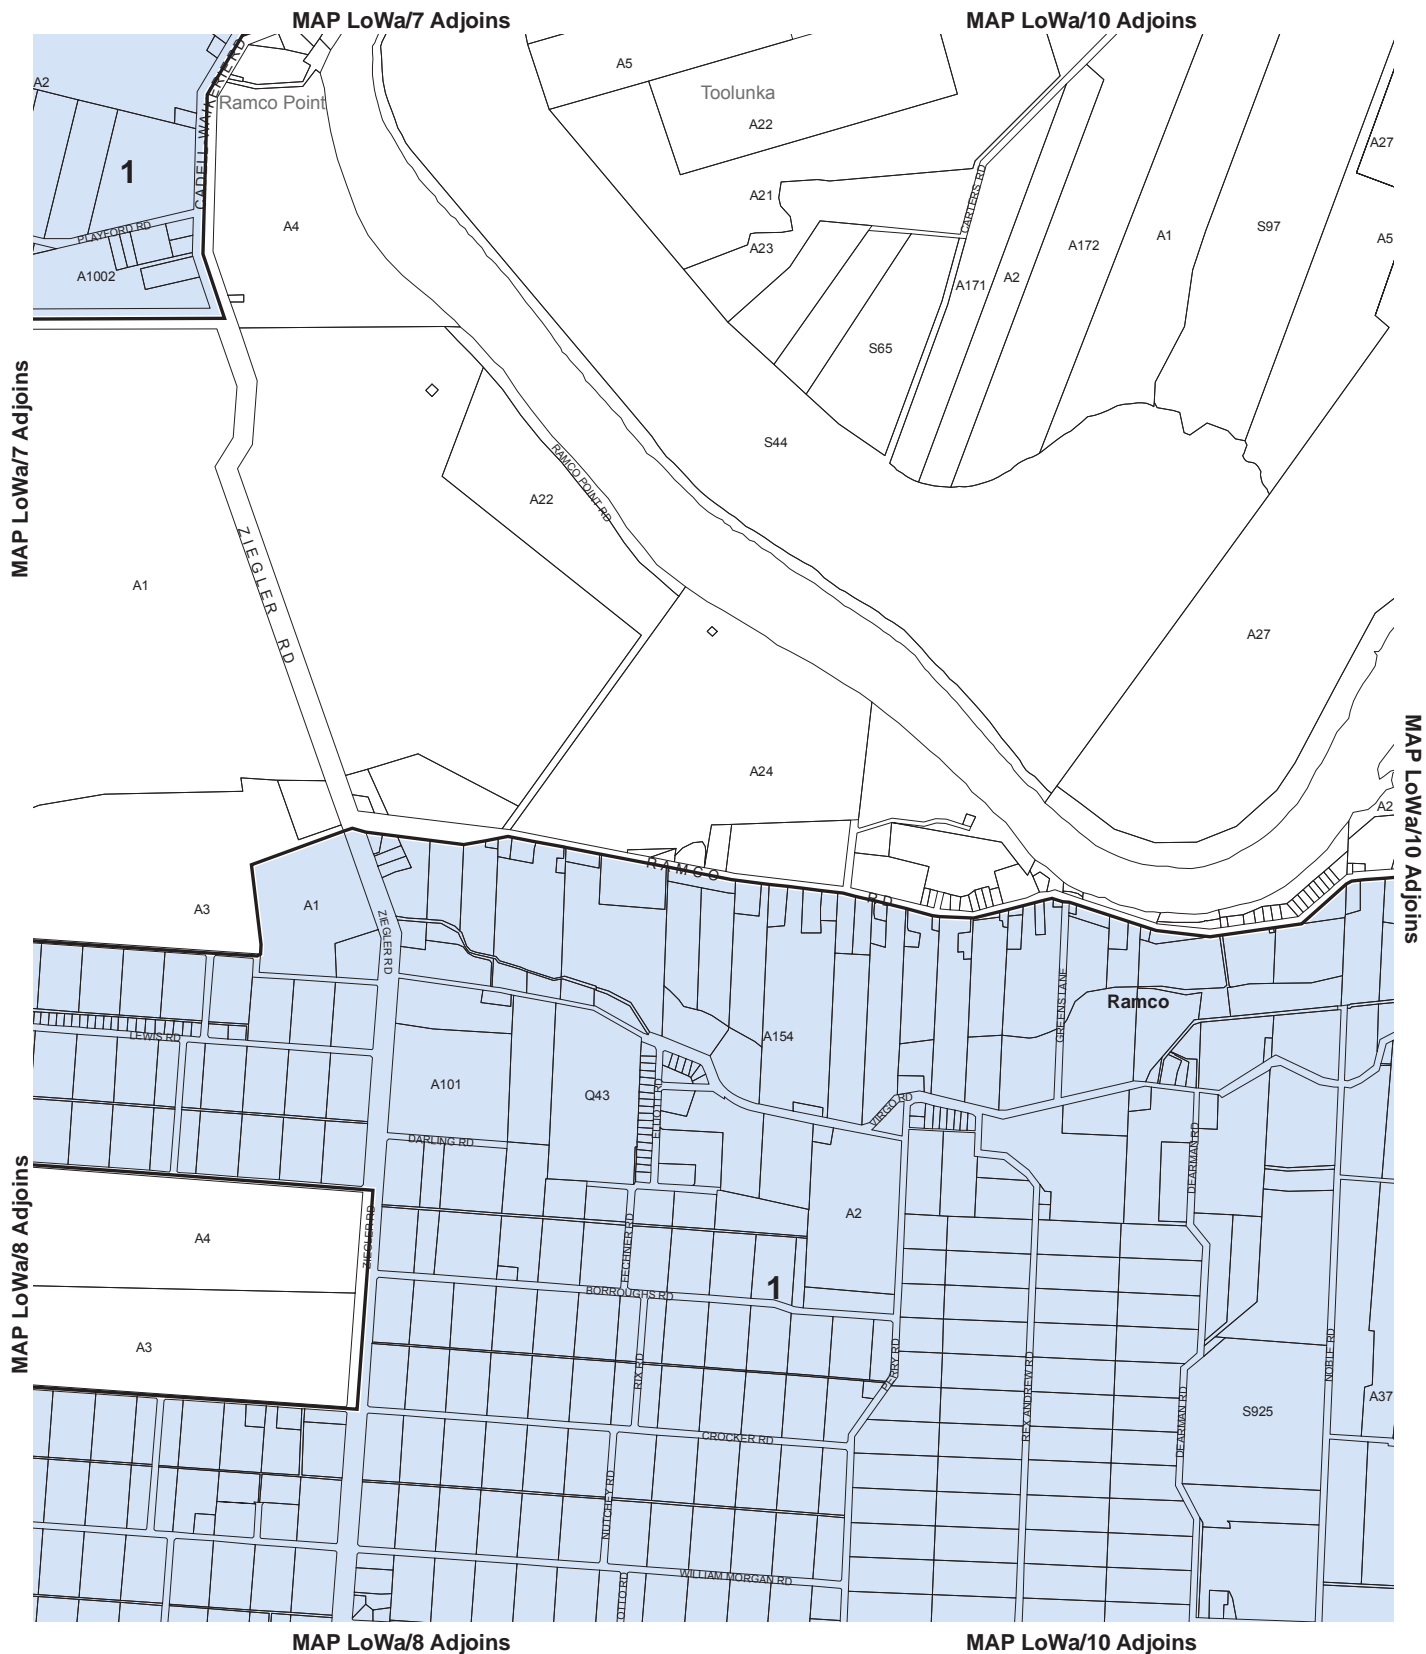 MAP LoWa/7 Adjoins
MAP LoWa/10 Adjoins
A2
CADELL-WAIKERIE RD
Ramco Point
1
PLAYFORD RD
A1002
A4
A5
Toolunka
A22
A21
A23
CARTERS RD
A171
A2
A172
A1
S97
A27
A5
S65
S44
MAP LoWa/7 Adjoins
RAMCO POINT RD
A22
A1
ZIEGLER RD
A27
A24
MAP LoWa/10 Adjoins
A2
RAMCO RD
A3
A1
ZIEGLER RD
GREENS LANE
Ramco
LEWIS RD
A154
A101
Q43
ELLIOT RD
VIRGO RD
DARLING RD
DEARMAN RD
MAP LoWa/8 Adjoins
A4
ZIEGLER RD
FECHNER RD
A2
1
BORROUGHS RD
A3
RIX RD
PERRY RD
REX ANDREW RD
NOBLE RD
DEARMAN RD
S925
A37
CROCKER RD
NUTCHEY RD
WILLIAM MORGAN RD
OTTO RD
MAP LoWa/8 Adjoins
MAP LoWa/10 Adjoins